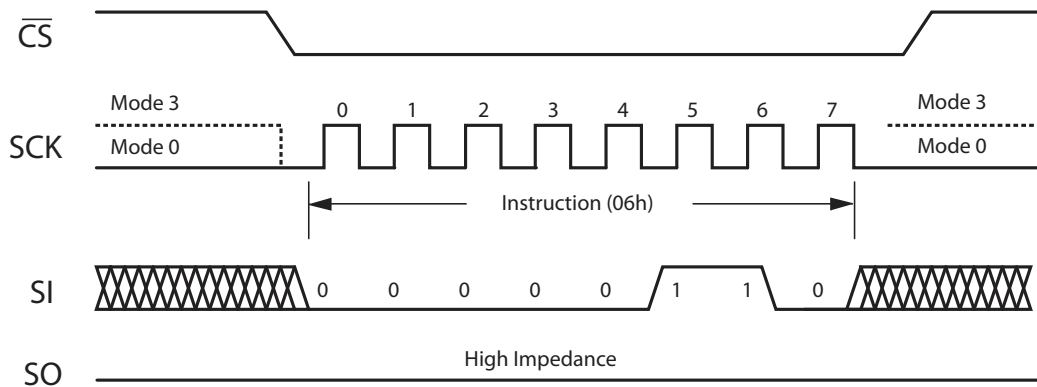 CS
Mode 3
0 1 2 3 4 5 6 7
Mode 3
SCK
Mode 0
Mode 0
Instruction (06h)
SI
0 0 0 0 0 1 1 0
High Impedance
SO